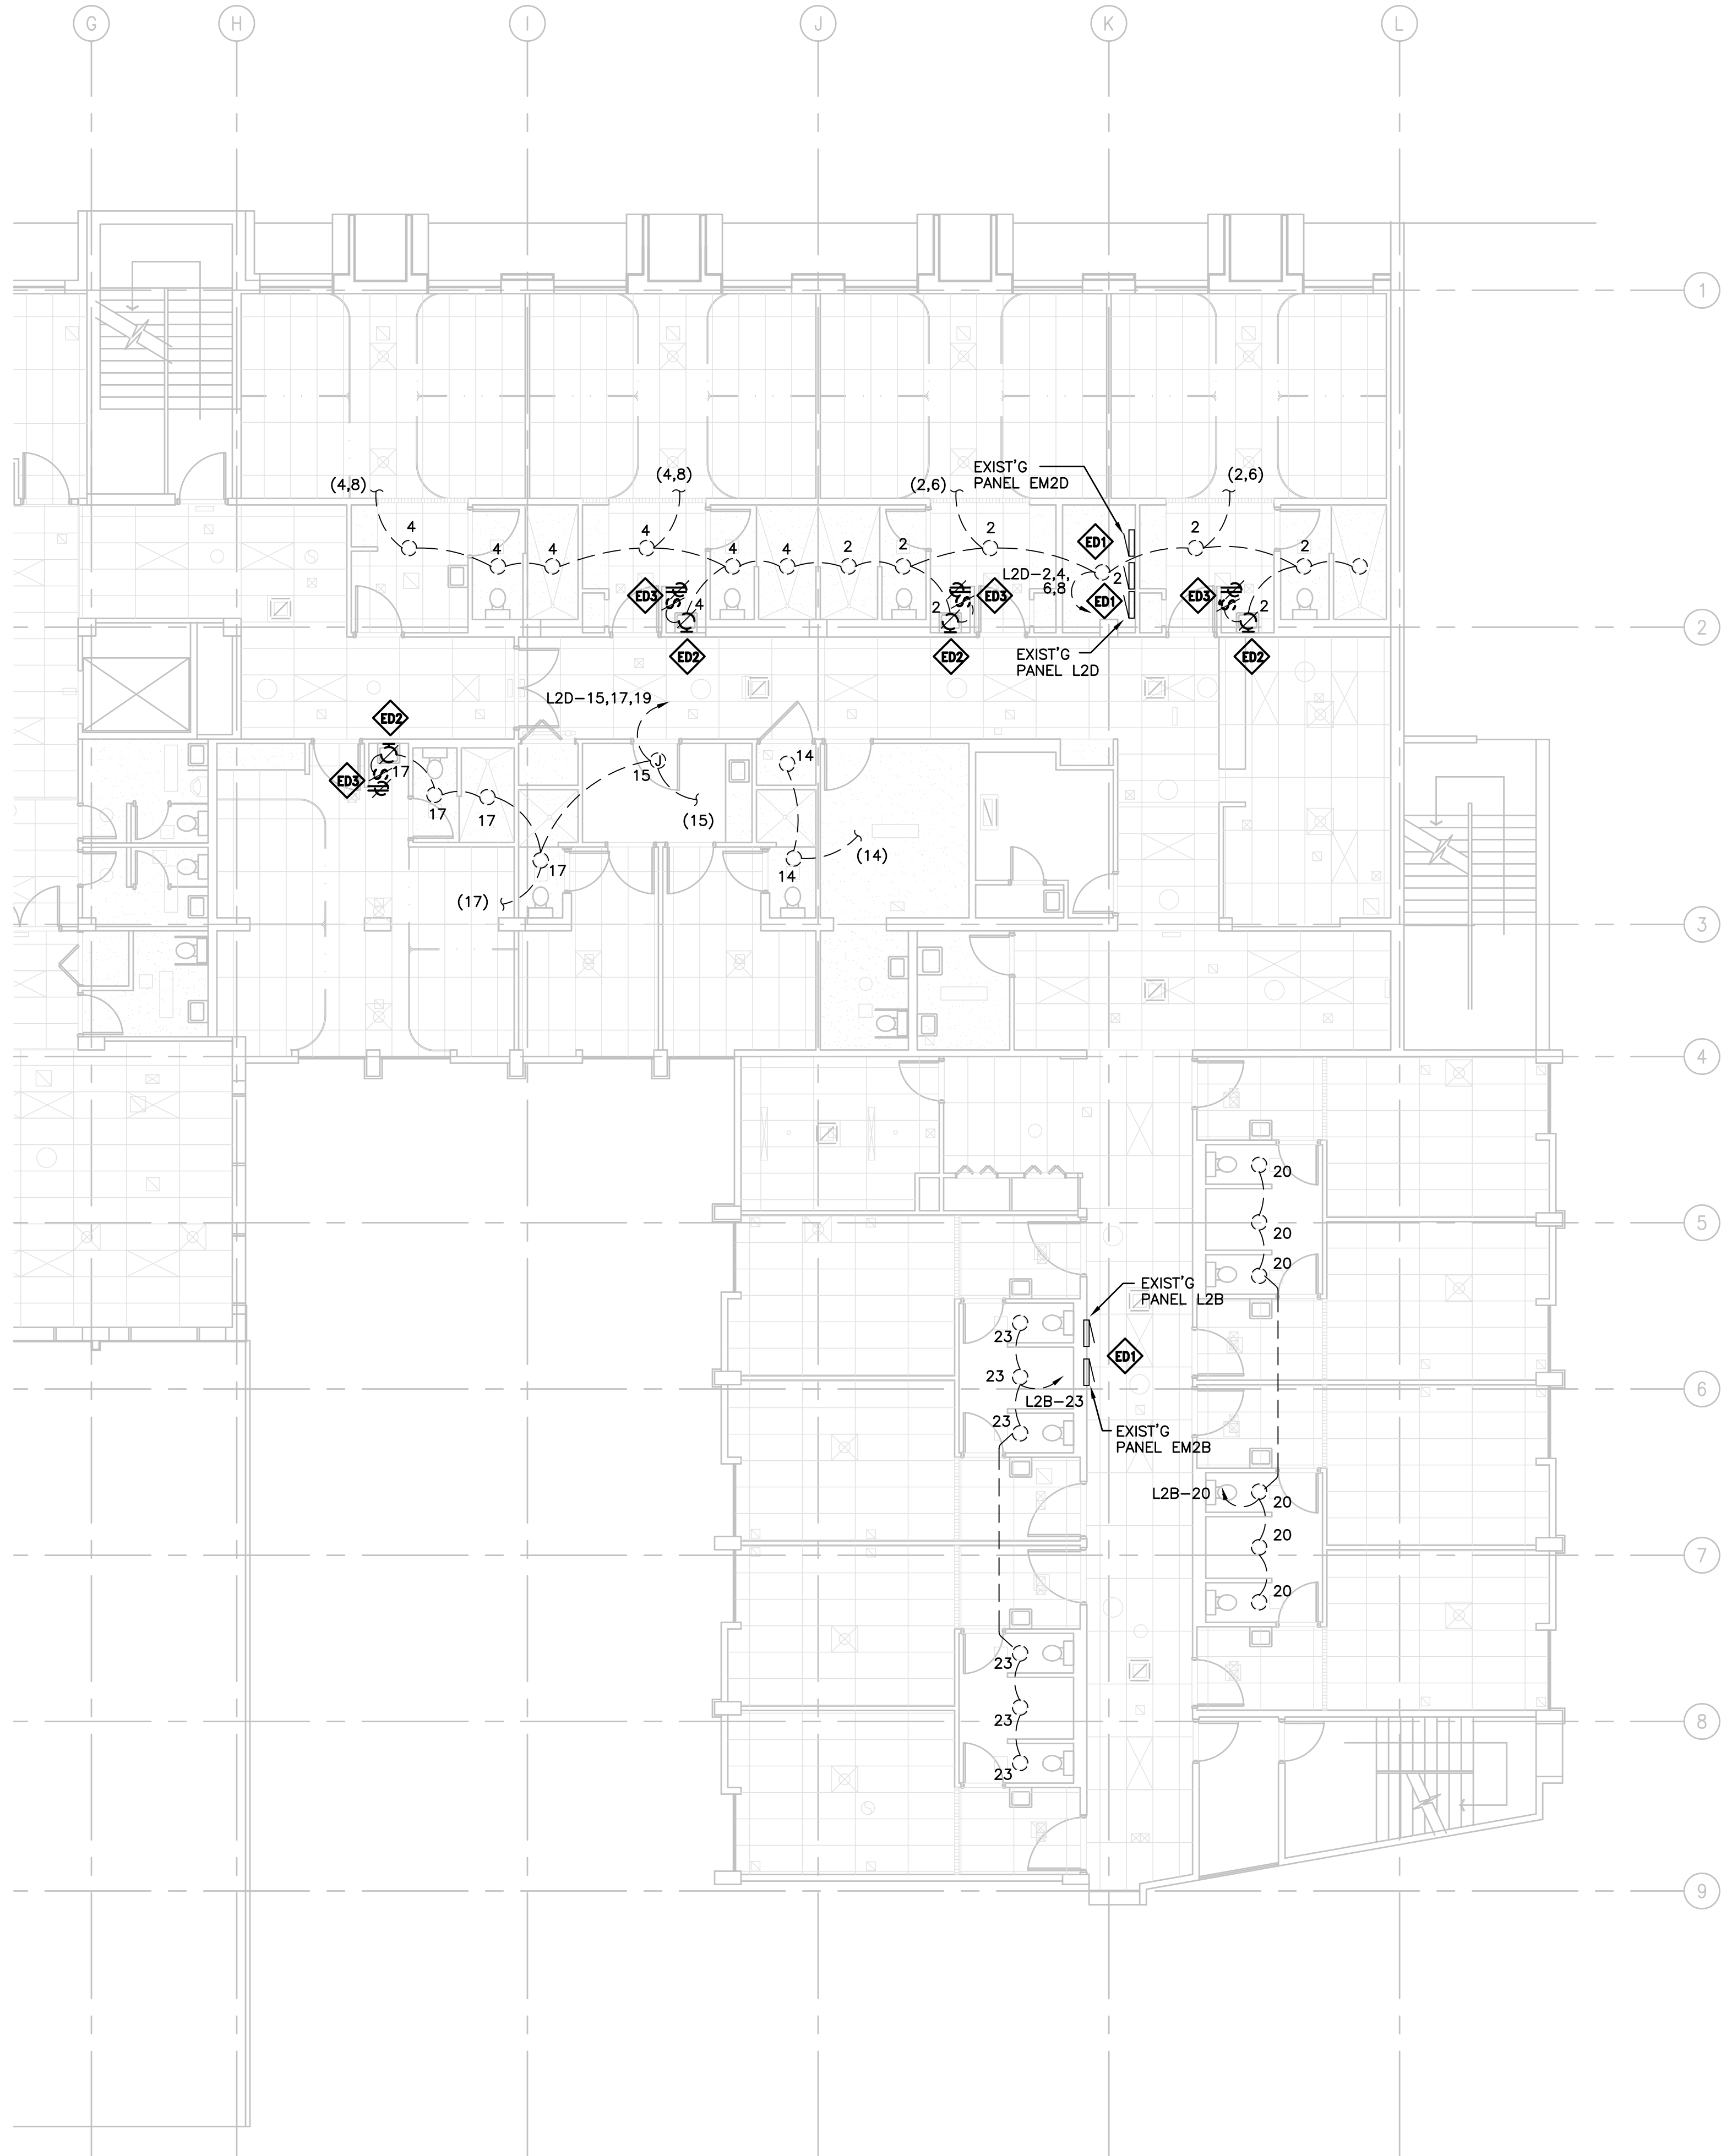 G H I J K L
1
EXIST'G
PANEL EM2D
(4,8) (4,8) (2,6) (2,6)
4 4 4 4 4 4 2 2 2 2 2
ED1
L2D-2,4,
6,8
2
ED1
ED3 4 2 ED3 ED3 2
2
ED2 ED2 ED2
EXIST'G
PANEL L2D
L2D-15,17,19
ED2
ED3 17 J 14
15
17 17 (15)
17 14 (14)
(17)
3
4
20
5
20
20
EXIST'G
PANEL L2B
23
ED1
23
6
L2B-23
23
EXIST'G
PANEL EM2B
L2B-20 20
20
7
20
23
23
8
23
S
9